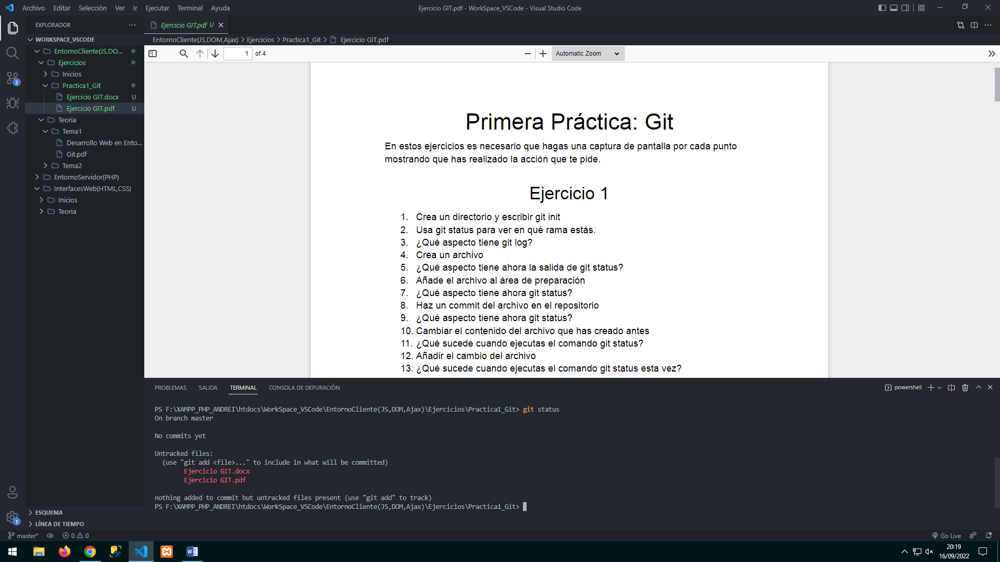 Archivo Editar Selección Ver Ir Ejecutar Terminal Ayuda
Ejercicio GIT.pdf - WorkSpace_VSCode - Visual Studio Code
EXPLORADOR
WORKSPACE_VSCODE
EntornoCliente(JS,DO...
Ejercicios
Inicios
Practica1_Git
Ejercicio GIT.docx U
Ejercicio GIT.pdf U
Teoria
Tema1
Desarrollo Web en Ento...
Git.pdf
Tema2
EntornoServidor(PHP)
InterfacesWeb(HTML,CSS)
Inicios
Teoria
ESQUEMA
LÍNEA DE TIEMPO
2
1
Ejercicio GIT.pdf U
EntornoCliente(JS,DOM,Ajax) > Ejercicios > Practica1_Git > Ejercicio GIT.pdf
1 of 4
Automatic Zoom
Primera Práctica: Git
En estos ejercicios es necesario que hagas una captura de pantalla por cada punto
mostrando que has realizado la acción que te pide.
Ejercicio 1
1. Crea un directorio y escribir git init
2. Usa git status para ver en qué rama estás.
3. ¿Qué aspecto tiene git log?
4. Crea un archivo
5. ¿Qué aspecto tiene ahora la salida de git status?
6. Añade el archivo al área de preparación
7. ¿Qué aspecto tiene ahora git status?
8. Haz un commit del archivo en el repositorio
9. ¿Qué aspecto tiene ahora git status?
10. Cambiar el contenido del archivo que has creado antes
11. ¿Qué sucede cuando ejecutas el comando git status?
12. Añadir el cambio del archivo
13. ¿Qué sucede cuando ejecutas el comando git status esta vez?
PROBLEMAS SALIDA TERMINAL CONSOLA DE DEPURACIÓN
powershell
PS F:\XAMPP_PHP_ANDREI\htdocs\WorkSpace_VSCode\EntornoCliente(JS,DOM,Ajax)\Ejercicios\Practica1_Git> git status
On branch master
No commits yet
Untracked files:
(use "git add <file>..." to include in what will be committed)
Ejercicio GIT.docx
Ejercicio GIT.pdf
nothing added to commit but untracked files present (use "git add" to track)
PS F:\XAMPP_PHP_ANDREI\htdocs\WorkSpace_VSCode\EntornoCliente(JS,DOM,Ajax)\Ejercicios\Practica1_Git>
master* 0 0
Go Live
20:19
16/09/2022